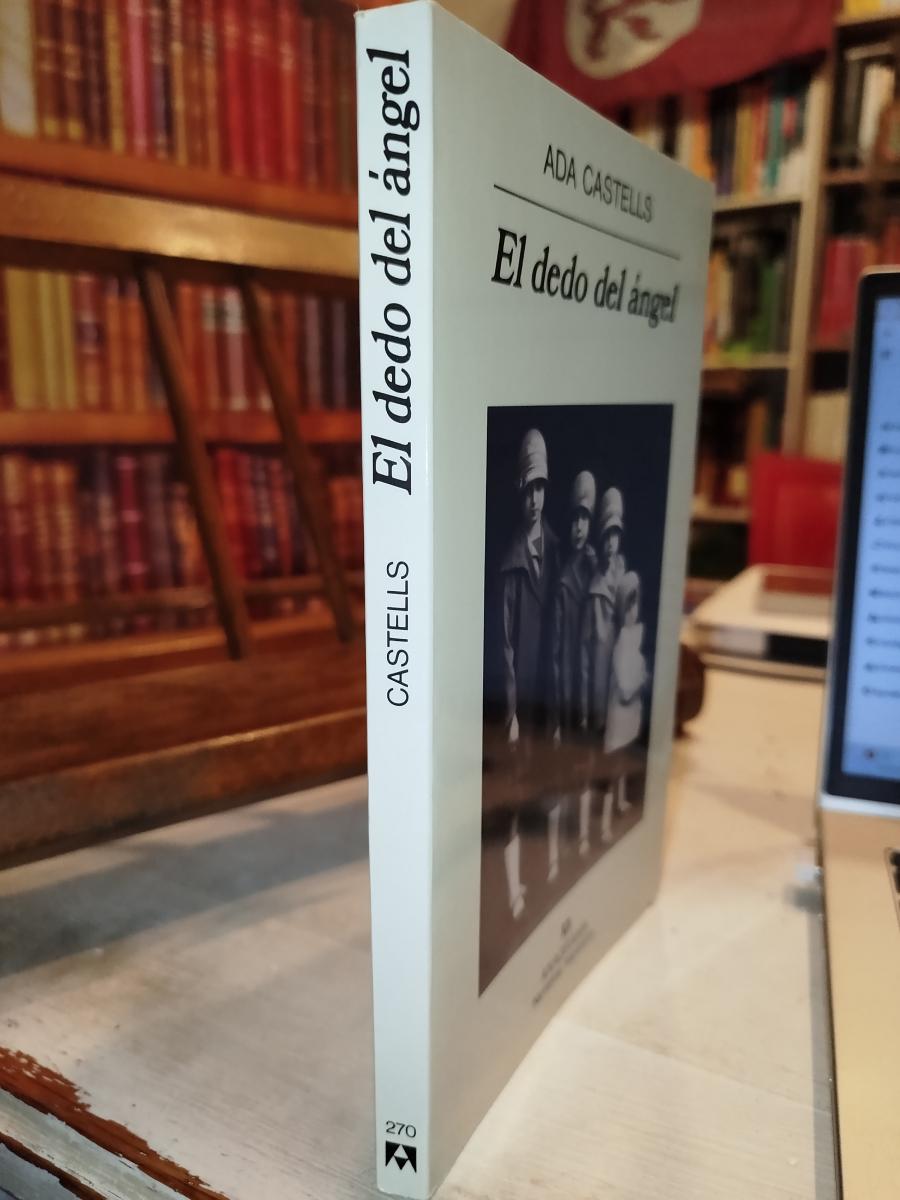 El dedo del ángel
CASTELLS
270
ADA CASTELLS
El dedo del ángel